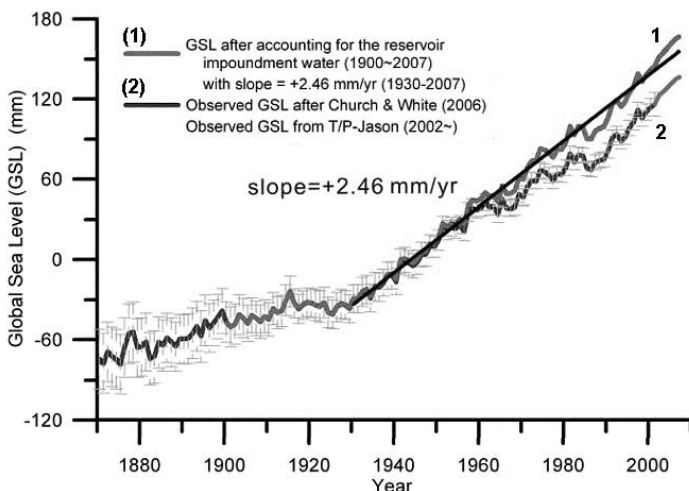 180
120
60
0
-60
-120
Global Sea Level (GSL) (mm)
(1)
GSL after accounting for the reservoir
impoundment water (1900~2007)
with slope = +2.46 mm/yr (1930-2007)
(2)
Observed GSL after Church & White (2006)
Observed GSL from T/P-Jason (2002~)
1
2
slope=+2.46 mm/yr
1880 1900 1920 1940 1960 1980 2000
Year